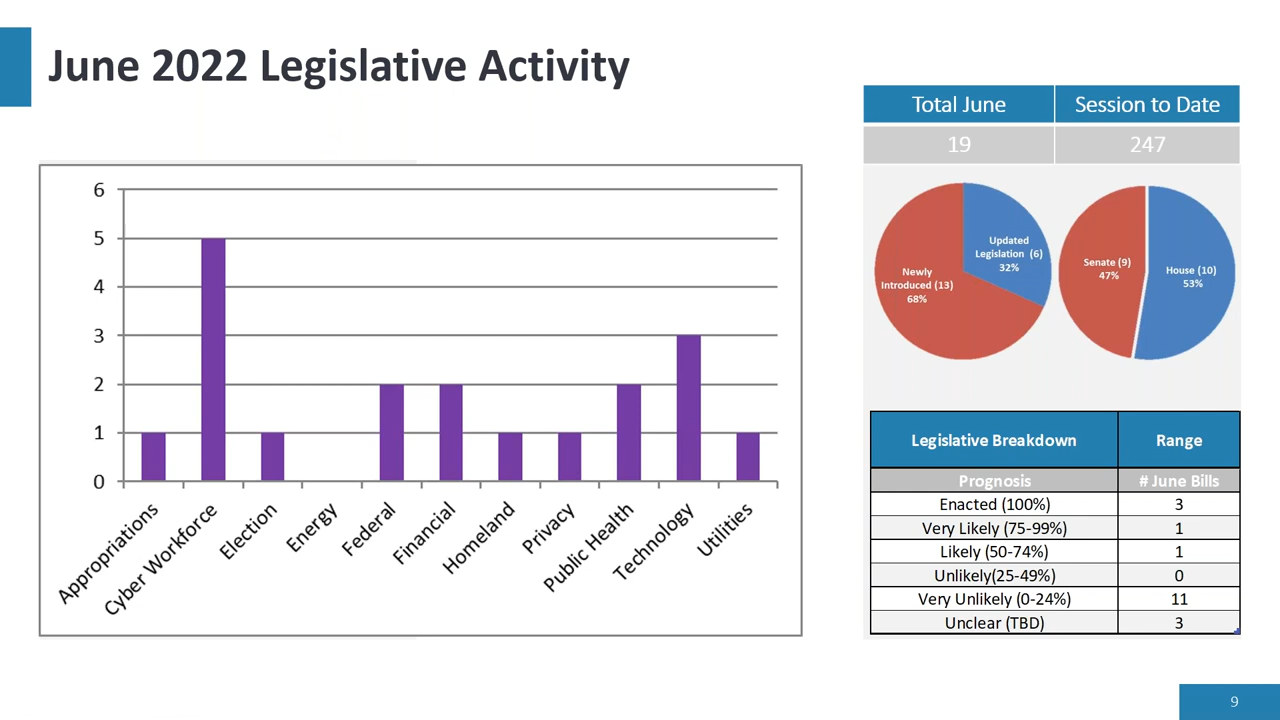 June 2022 Legislative Activity
Total June
Session to Date
19
247
6
5
4
3
2
1
0
Appropriations
Cyber Workforce
Election
Energy
Federal
Financial
Homeland
Privacy
Public Health
Technology
Utilities
Updated
Legislation (6)
32%
Newly
Introduced (13)
68%
Senate (9)
47%
House (10)
53%
Legislative Breakdown
Range
Prognosis
# June Bills
Enacted (100%)
3
Very Likely (75-99%)
1
Likely (50-74%)
1
Unlikely(25-49%)
0
Very Unlikely (0-24%)
11
Unclear (TBD)
3
9